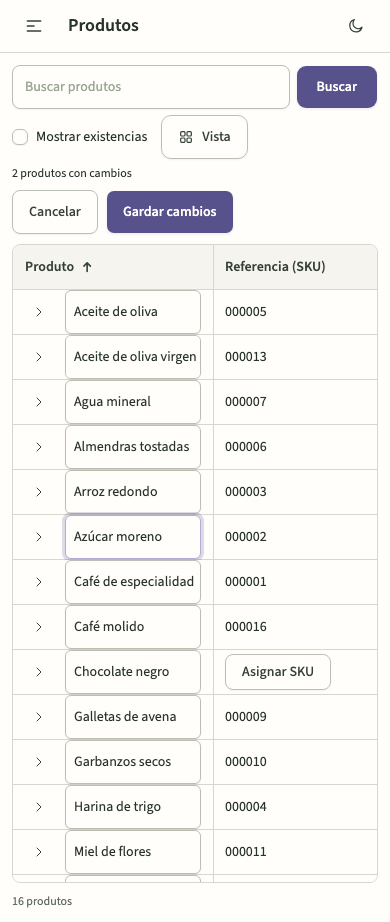 Produtos
Buscar produtos
Buscar
Mostrar existencias
Vista
2 produtos con cambios
Cancelar
Gardar cambios
Produto ↑
Referencia (SKU)
Aceite de oliva
000005
Aceite de oliva virgen
000013
Agua mineral
000007
Almendras tostadas
000006
Arroz redondo
000003
Azúcar moreno
000002
Café de especialidad
000001
Café molido
000016
Chocolate negro
Asignar SKU
Galletas de avena
000009
Garbanzos secos
000010
Harina de trigo
000004
Miel de flores
000011
16 produtos